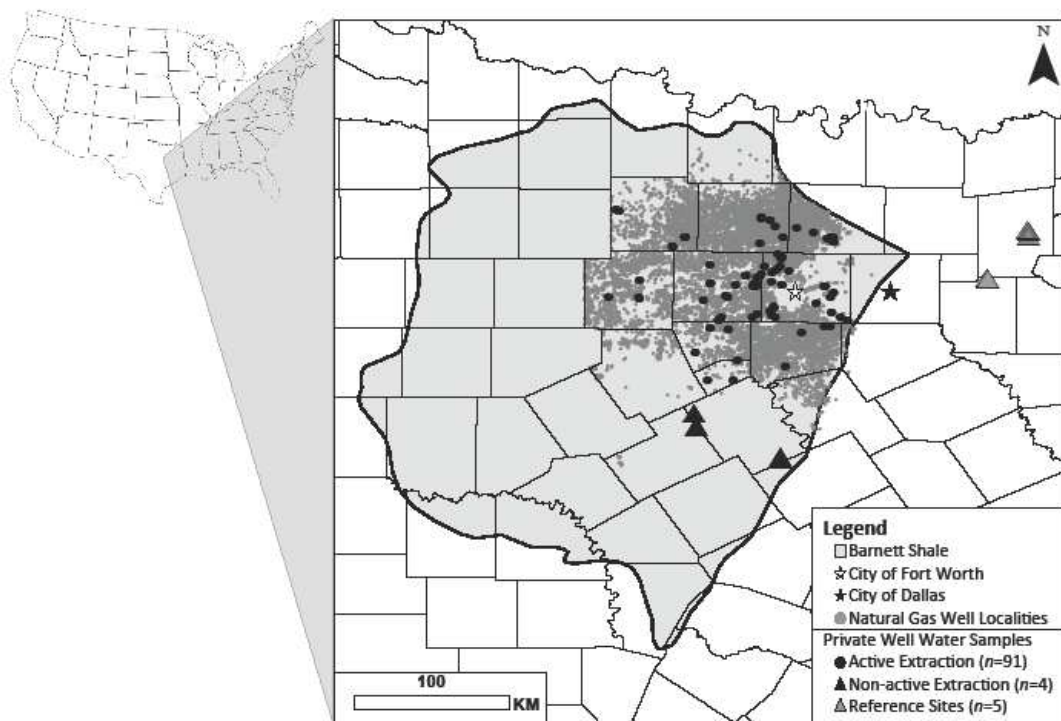 N
Legend
Barnett Shale
City of Fort Worth
City of Dallas
Natural Gas Well Localities
Private Well Water Samples
Active Extraction (n=91)
Non-active Extraction (n=4)
Reference Sites (n=5)
100
KM